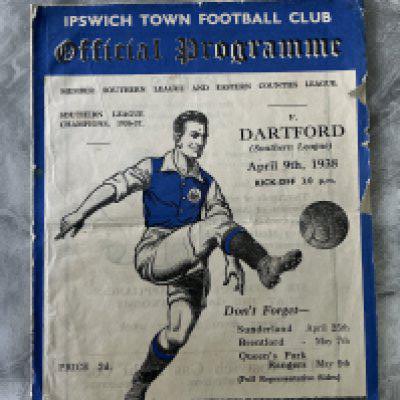 IPSWICH TOWN FOOTBALL CLUB
Official Programme
MEMBER SOUTHERN LEAGUE AND EASTERN COUNTIES LEAGUE.
SOUTHERN LEAGUE
CHAMPIONS, 1936-37.
v.
DARTFORD
(Southern League)
April 9th, 1938
KICK-OFF p.m.
Don't Forget—
Sunderland April 25th
Brentford - May 7th
Queen's Park
Rangers - May 9th
(Full Representative Sides)
PRICE 2d.